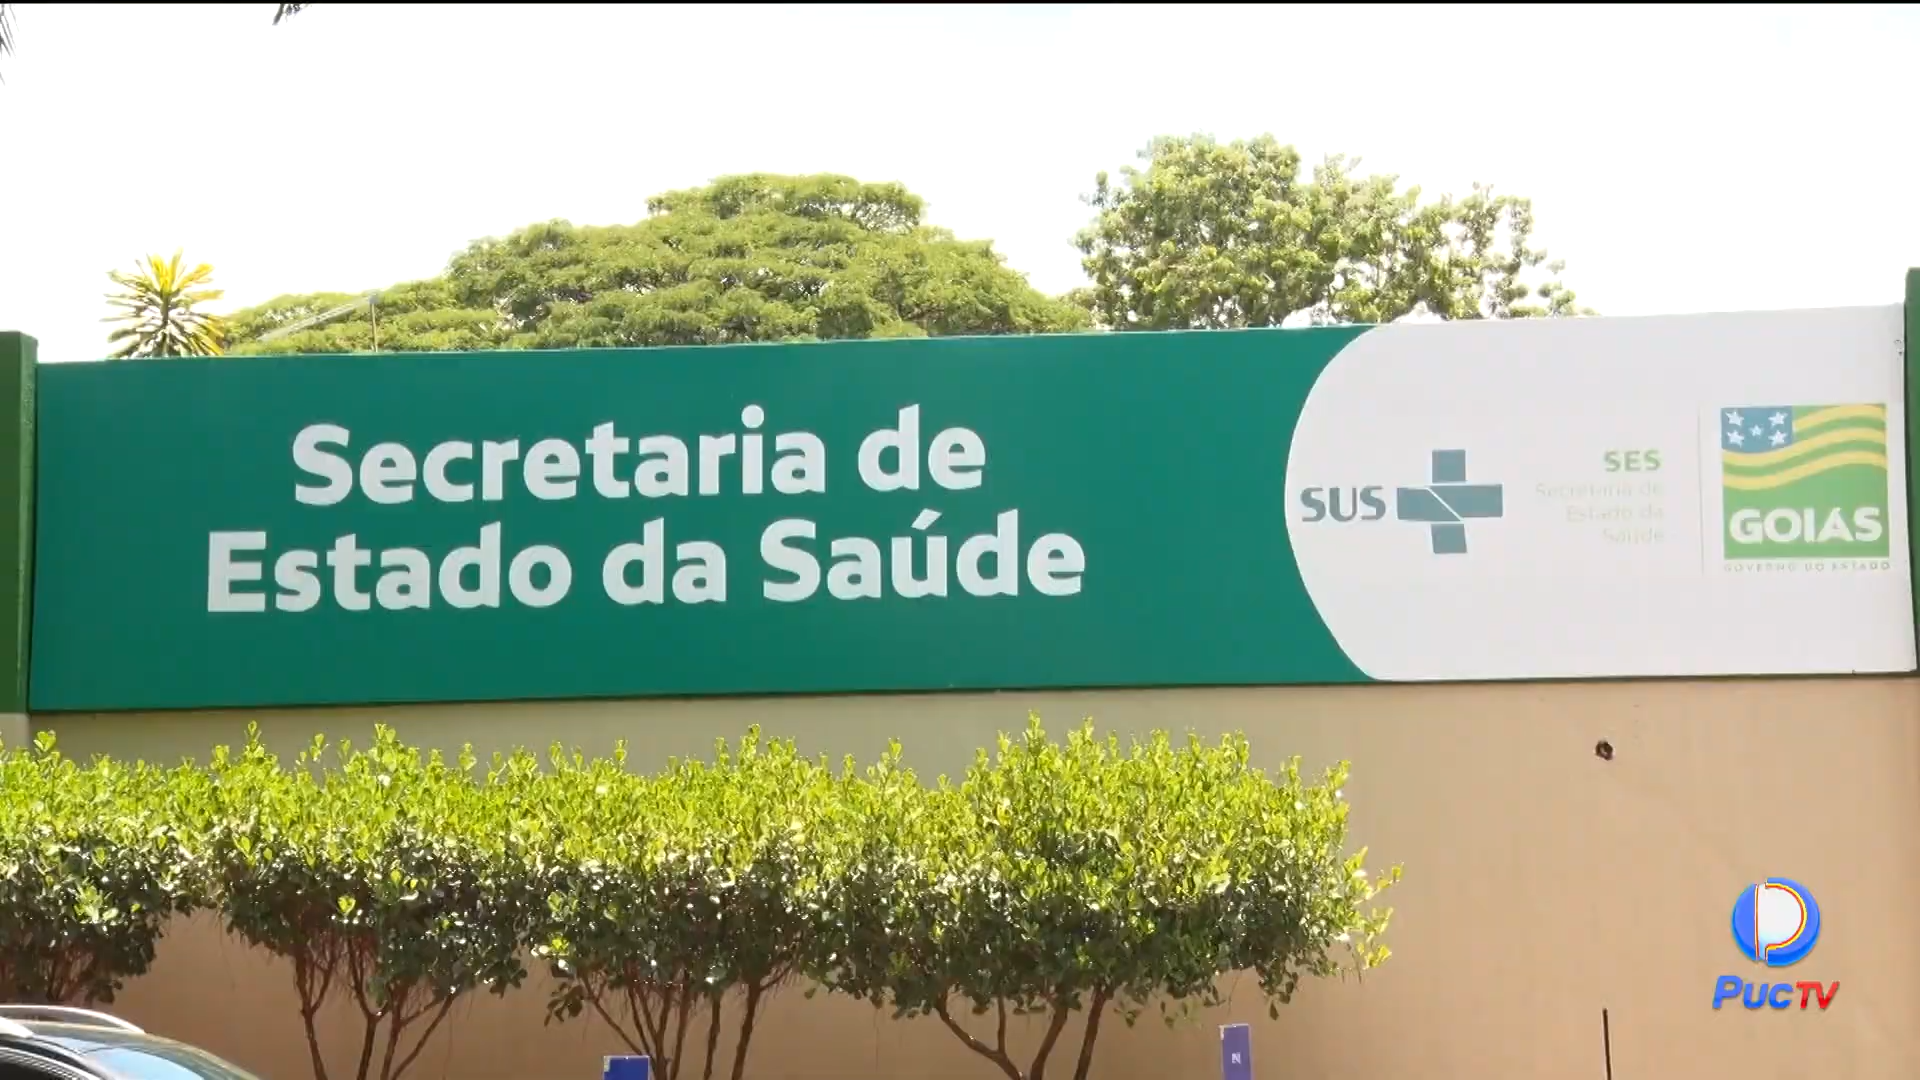 Secretaria de
Estado da Saúde
SUS
SES
Secretaria de
Estado da
Saúde
GOIÁS
GOVERNO DO ESTADO
N
PUCTV